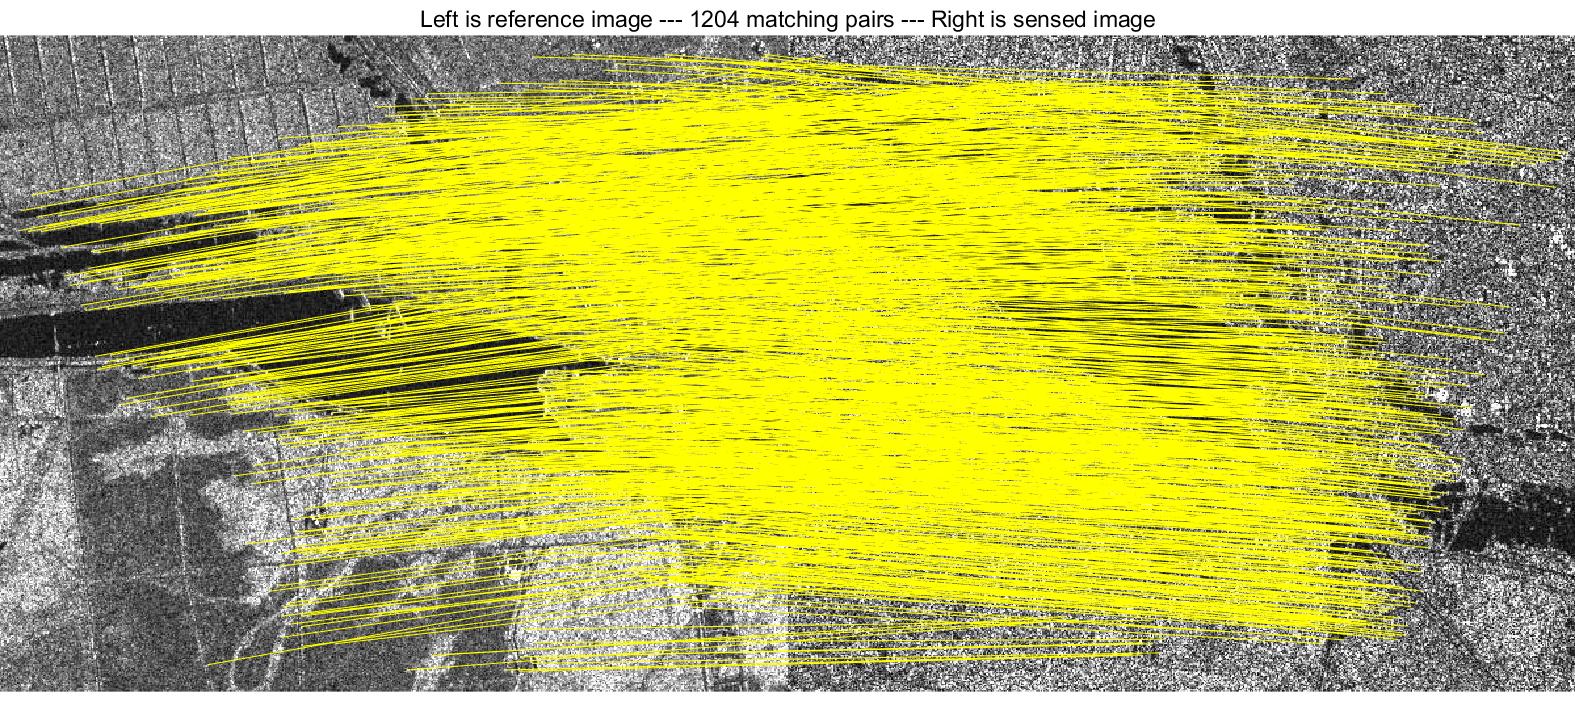 Left is reference image --- 1204 matching pairs --- Right is sensed image